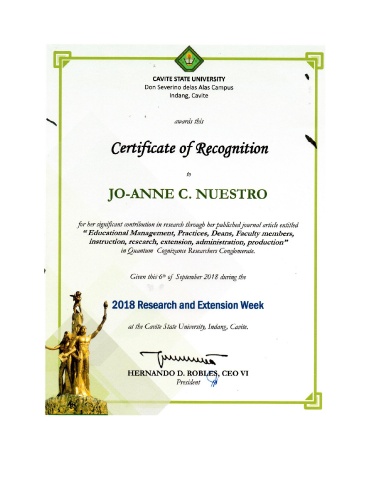 CAVITE STATE UNIVERSITY
Don Severino delas Alas Campus
Indang, Cavite
awards this
Certificate of Recognition
to
JO-ANNE C. NUESTRO
for her significant contribution in research through her published journal article entitled
" Educational Management, Practices, Deans, Faculty members,
instruction, research, extension, administration, production"
in Quantum Cognizance Researchers Conglomerate.
Given this 6th of September 2018 during the
2018 Research and Extension Week
at the Cavite State University, Indang, Cavite.
HERNANDO D. ROBLES, CEO VI
President